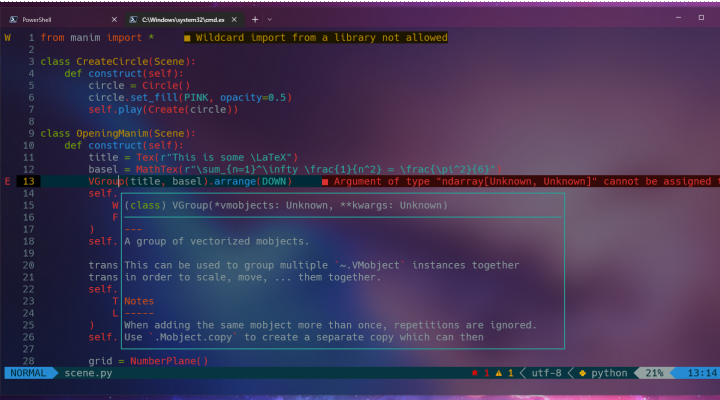 PowerShell × C:\Windows\system32\cmd.ex × + ⌄
W 1 from manim import * ■ Wildcard import from a library not allowed
2
3 class CreateCircle(Scene):
4 def construct(self):
5 circle = Circle()
6 circle.set_fill(PINK, opacity=0.5)
7 self.play(Create(circle))
8
9 class OpeningManim(Scene):
10 def construct(self):
11 title = Tex(r"This is some \LaTeX")
12 basel = MathTex(r"\sum_{n=1}^\infty \frac{1}{n^2} = \frac{\pi^2}{6}"
E 13 VGroup(title, basel).arrange(DOWN) ■ Argument of type "ndarray[Unknown, Unknown]" cannot be assigned
14 self.
15 W (class) VGroup(*vmobjects: Unknown, **kwargs: Unknown)
16 F
17 ) ---
18 self. A group of vectorized mobjects.
19
20 trans This can be used to group multiple `~.VMobject` instances together
21 trans in order to scale, move, ... them together.
22 self.
23 T Notes
24 L -----
25 ) When adding the same mobject more than once, repetitions are ignored.
26 self. Use `.Mobject.copy` to create a separate copy which can then
27
28 grid = NumberPlane()
NORMAL scene.py 1 1 utf-8 python 21% 13:14